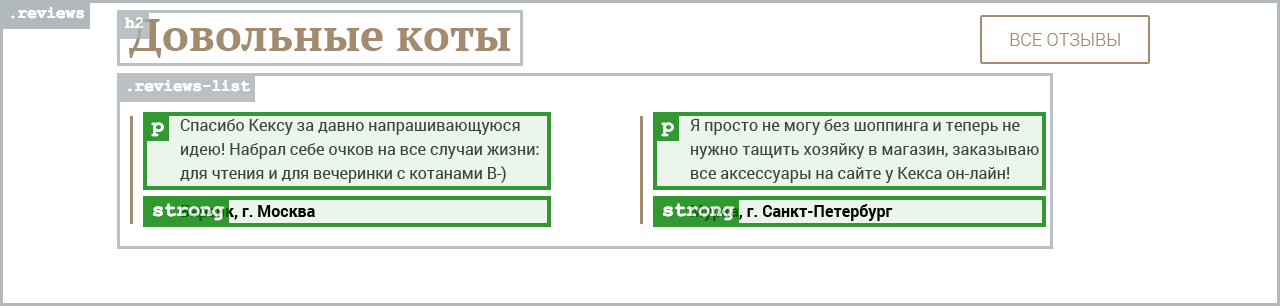 .reviews
h2
Довольные коты
ВСЕ ОТЗЫВЫ
.reviews-list
p
Спасибо Кексу за давно напрашивающуюся
идею! Набрал себе очков на все случаи жизни:
для чтения и для вечеринки с котанами B-)
strong
, г. Москва
p
Я просто не могу без шоппинга и теперь не
нужно тащить хозяйку в магазин, заказываю
все аксессуары на сайте у Кекса он-лайн!
strong
, г. Санкт-Петербург